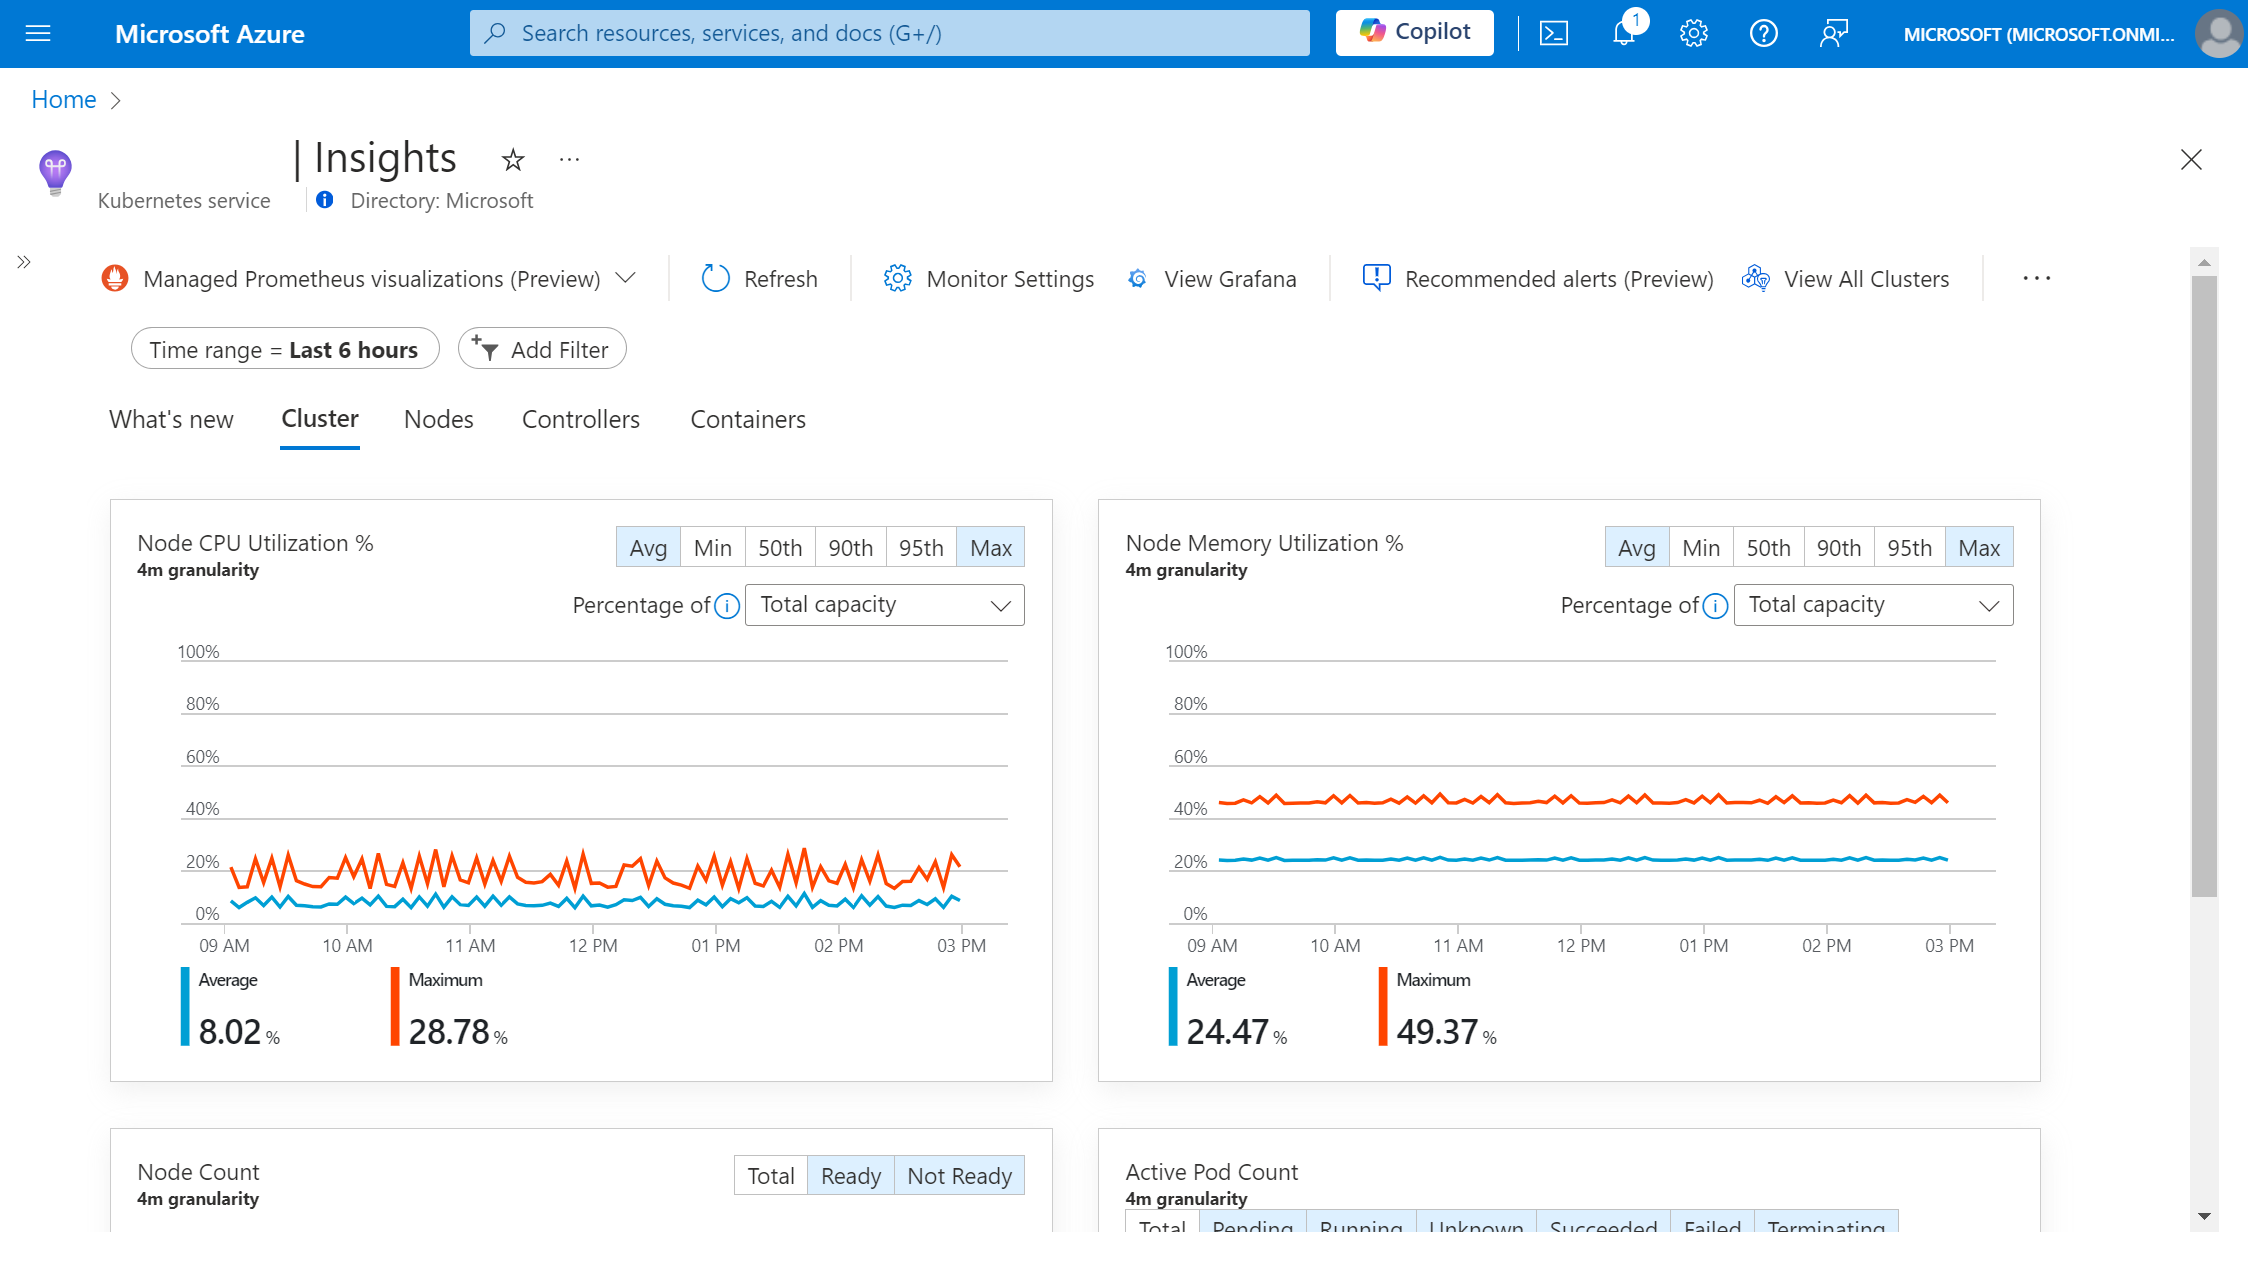 Microsoft Azure
Search resources, services, and docs (G+/)
Copilot
1
MICROSOFT (MICROSOFT.ONMI...
Home
| Insights
Kubernetes service
Directory: Microsoft
Managed Prometheus visualizations (Preview)
Refresh
Monitor Settings
View Grafana
Recommended alerts (Preview)
View All Clusters
Time range = Last 6 hours
Add Filter
What's new
Cluster
Nodes
Controllers
Containers
Node CPU Utilization %
4m granularity
Avg Min 50th 90th 95th Max
Percentage of Total capacity
100%
80%
60%
40%
20%
0%
09 AM 10 AM 11 AM 12 PM 01 PM 02 PM 03 PM
Average
8.02 %
Maximum
28.78 %
Node Memory Utilization %
4m granularity
Avg Min 50th 90th 95th Max
Percentage of Total capacity
100%
80%
60%
40%
20%
0%
09 AM 10 AM 11 AM 12 PM 01 PM 02 PM 03 PM
Average
24.47 %
Maximum
49.37 %
Node Count
4m granularity
Total Ready Not Ready
Active Pod Count
4m granularity
Total Pending Running Unknown Succeeded Failed Terminating